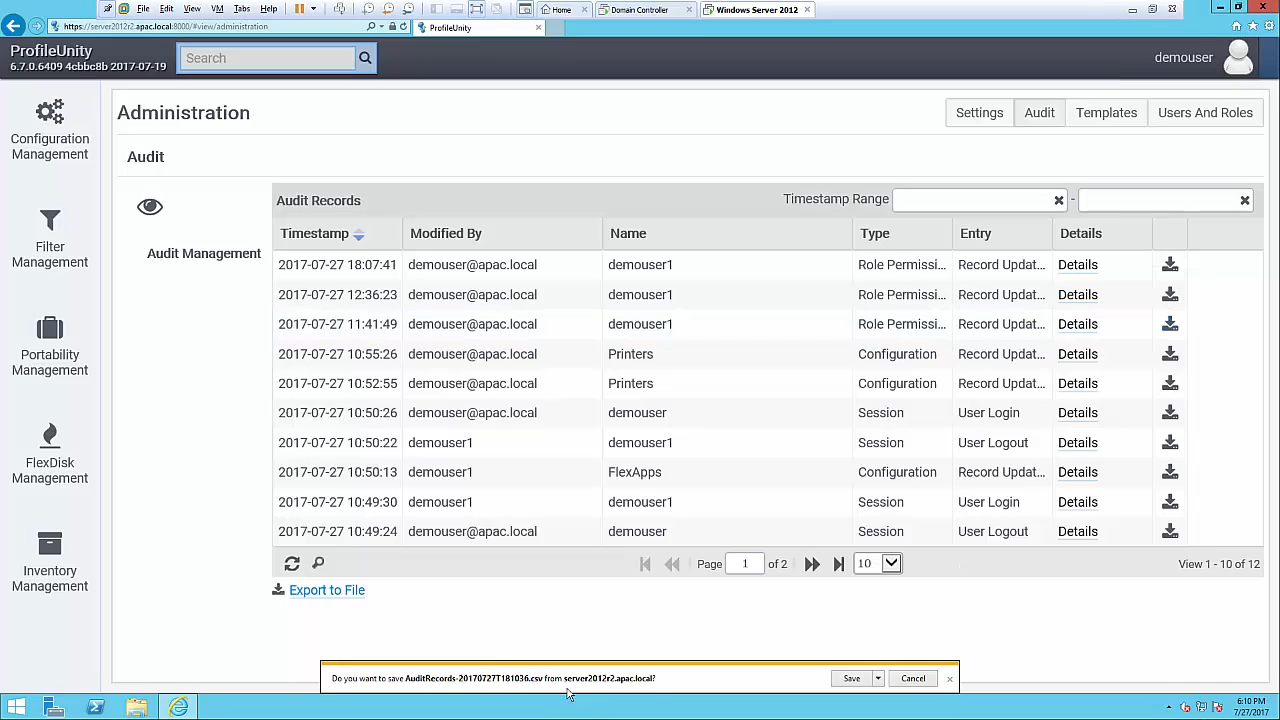 File Edit View VM Tabs Help
Home
Domain Controller
Windows Server 2012
https://server2012r2.apac.local:8000/#view/administration
ProfileUnity
ProfileUnity
6.7.0.6409 4cbbc8b 2017-07-19
Search
demouser
Configuration
Management
Filter
Management
Portability
Management
FlexDisk
Management
Inventory
Management
Administration
Settings Audit Templates Users And Roles
Audit
Audit Management
Audit Records
Timestamp Range
-
Timestamp Modified By Name Type Entry Details
2017-07-27 18:07:41 demouser@apac.local demouser1 Role Permissi... Record Updat... Details
2017-07-27 12:36:23 demouser@apac.local demouser1 Role Permissi... Record Updat... Details
2017-07-27 11:41:49 demouser@apac.local demouser1 Role Permissi... Record Updat... Details
2017-07-27 10:55:26 demouser@apac.local Printers Configuration Record Updat... Details
2017-07-27 10:52:55 demouser@apac.local Printers Configuration Record Updat... Details
2017-07-27 10:50:26 demouser@apac.local demouser Session User Login Details
2017-07-27 10:50:22 demouser1 demouser1 Session User Logout Details
2017-07-27 10:50:13 demouser1 FlexApps Configuration Record Updat... Details
2017-07-27 10:49:30 demouser1 demouser1 Session User Login Details
2017-07-27 10:49:24 demouser@apac.local demouser Session User Logout Details
Page 1 of 2
10
View 1 - 10 of 12
Export to File
Do you want to save AuditRecords-20170727T181036.csv from server2012r2.apac.local?
Save
Cancel
6:10 PM
7/27/2017